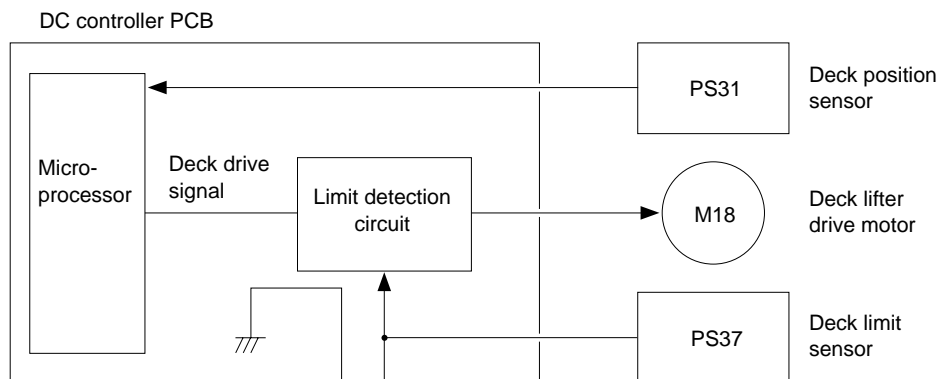 DC controller PCB
PS31
Deck position
sensor
Micro-
processor
Deck drive
signal
Limit detection
circuit
M18
Deck lifter
drive motor
PS37
Deck limit
sensor